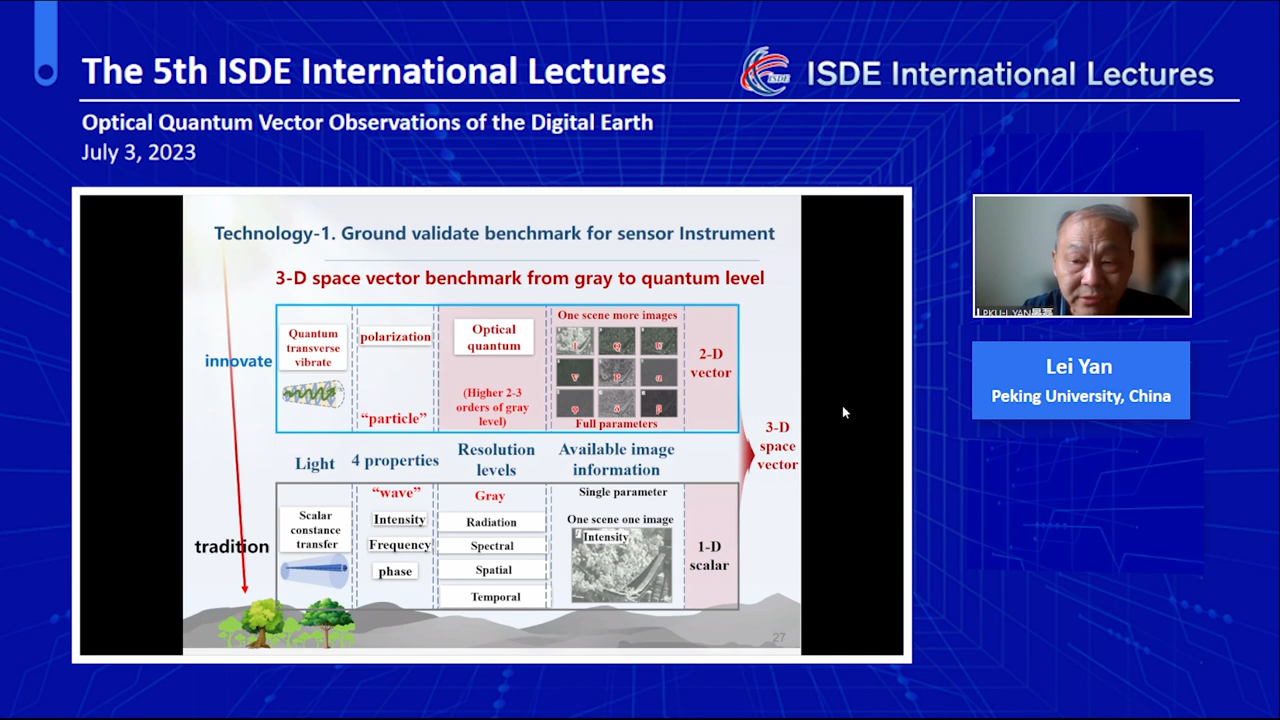 The 5th ISDE International Lectures
ISDE
ISDE International Lectures
Optical Quantum Vector Observations of the Digital Earth
July 3, 2023
Technology-1. Ground validate benchmark for sensor Instrument
3-D space vector benchmark from gray to quantum level
innovate
Quantum
transverse
vibrate
polarization
“particle”
Optical
quantum
(Higher 2-3
orders of gray
level)
One scene more images
I
Q
U
V
Full parameters
2-D
vector
Light
4 properties
Resolution
levels
Available image
information
3-D
space
vector
tradition
Scalar
constance
transfer
“wave”
Intensity
Frequency
phase
Gray
Radiation
Spectral
Spatial
Temporal
Single parameter
One scene one image
Intensity
1-D
scalar
27
Lei Yan
Peking University, China